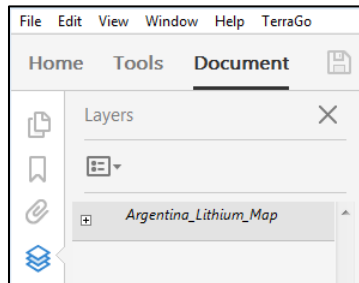 File Edit View Window Help TerraGo
Home Tools Document
Layers
Argentina_Lithium_Map